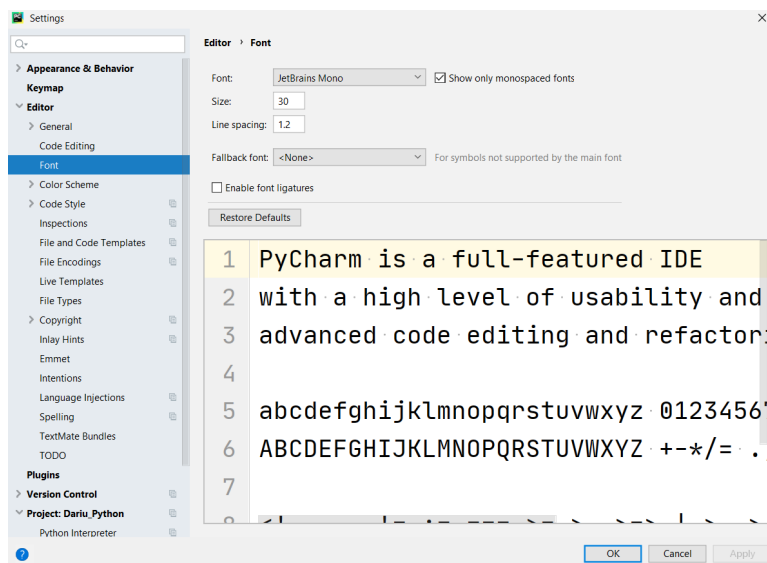 Settings
Editor › Font
Appearance & Behavior
Keymap
Editor
General
Code Editing
Font
Color Scheme
Code Style
Inspections
File and Code Templates
File Encodings
Live Templates
File Types
Copyright
Inlay Hints
Emmet
Intentions
Language Injections
Spelling
TextMate Bundles
TODO
Plugins
Version Control
Project: Dariu_Python
Python Interpreter
Font: JetBrains Mono Show only monospaced fonts
Size: 30
Line spacing: 1.2
Fallback font: <None> For symbols not supported by the main font
Enable font ligatures
Restore Defaults
1 PyCharm is a full-featured IDE
2 with a high level of usability and
3 advanced code editing and refactor
4
5 abcdefghijklmnopqrstuvwxyz 0123456
6 ABCDEFGHIJKLMNOPQRSTUVWXYZ +-*/= .
7
? OK Cancel Apply